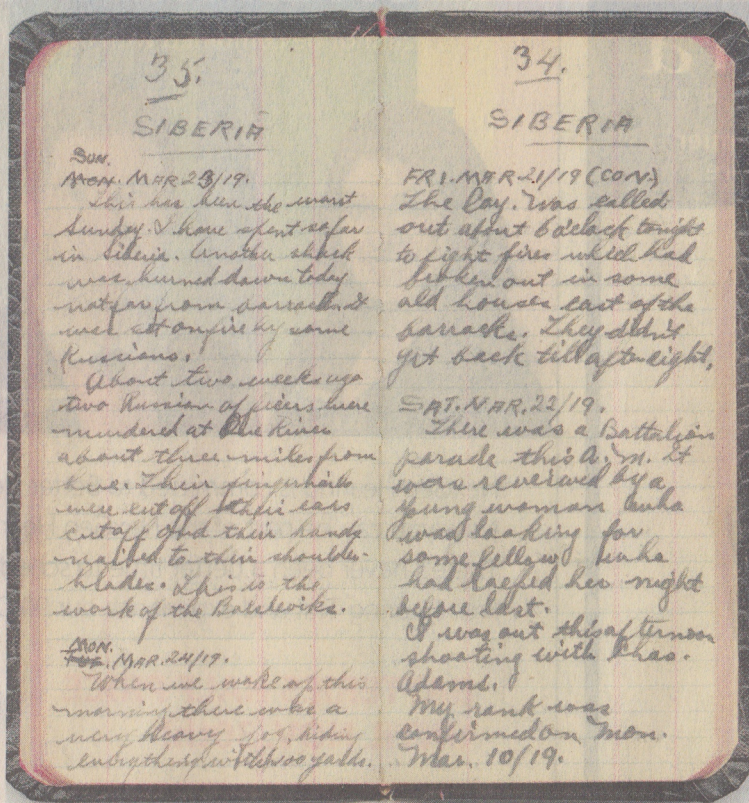 35.
SIBERIA
SUN.
MON. MAR 23/19.
This has been the worst
Sunday I have spent so far
in Siberia. Another shack
was burned down today
not far from barracks. It
was set on fire by some
Russians.
About two weeks ago
two Russian officers were
murdered at One River
about three miles from
here. Their fingernails
were cut off their ears
cut off and their hands
nailed to their shoulder-
blades. This is the
work of the Bolsheviks.
MON.
TUE. MAR. 24/19.
When we woke up this
morning there was a
very heavy fog, hiding
everything within 100 yards.
34.
SIBERIA
FRI. MAR 21/19 (CON.)
The Coy. was called
out about 6 o'clock tonight
to fight fires which had
broken out in some
old houses east of the
barracks. They didn't
get back till after eight.
SAT. MAR. 22/19.
There was a Battalion
parade this A.M. It
was reviewed by a
young woman who
was looking for
some fellow who
had raped her night
before last.
I was out this afternoon
shooting with Chas.
Adams.
My rank was
confirmed on Mon.
Mar. 10/19.